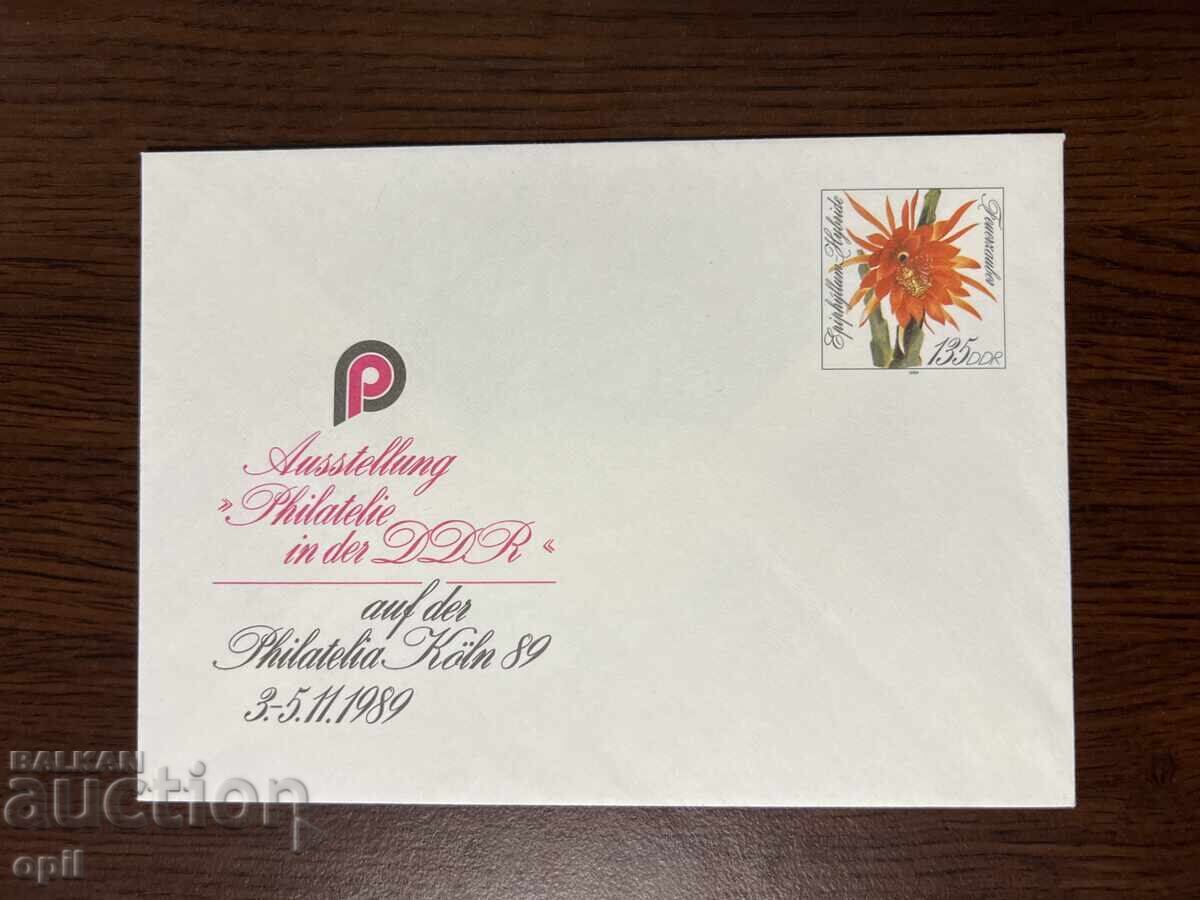 Epiphyllum-Hybride
Feuerzauber
135 DDR
1989
P
Ausstellung
»Philatelie
in der DDR«
auf der
Philatelia Köln 89
3.-5.11.1989
BALKAN
auction
opil